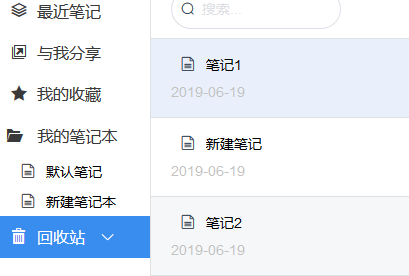 最近笔记
与我分享
我的收藏
我的笔记本
默认笔记
新建笔记本
回收站
搜索...
笔记1
2019-06-19
新建笔记
2019-06-19
笔记2
2019-06-19